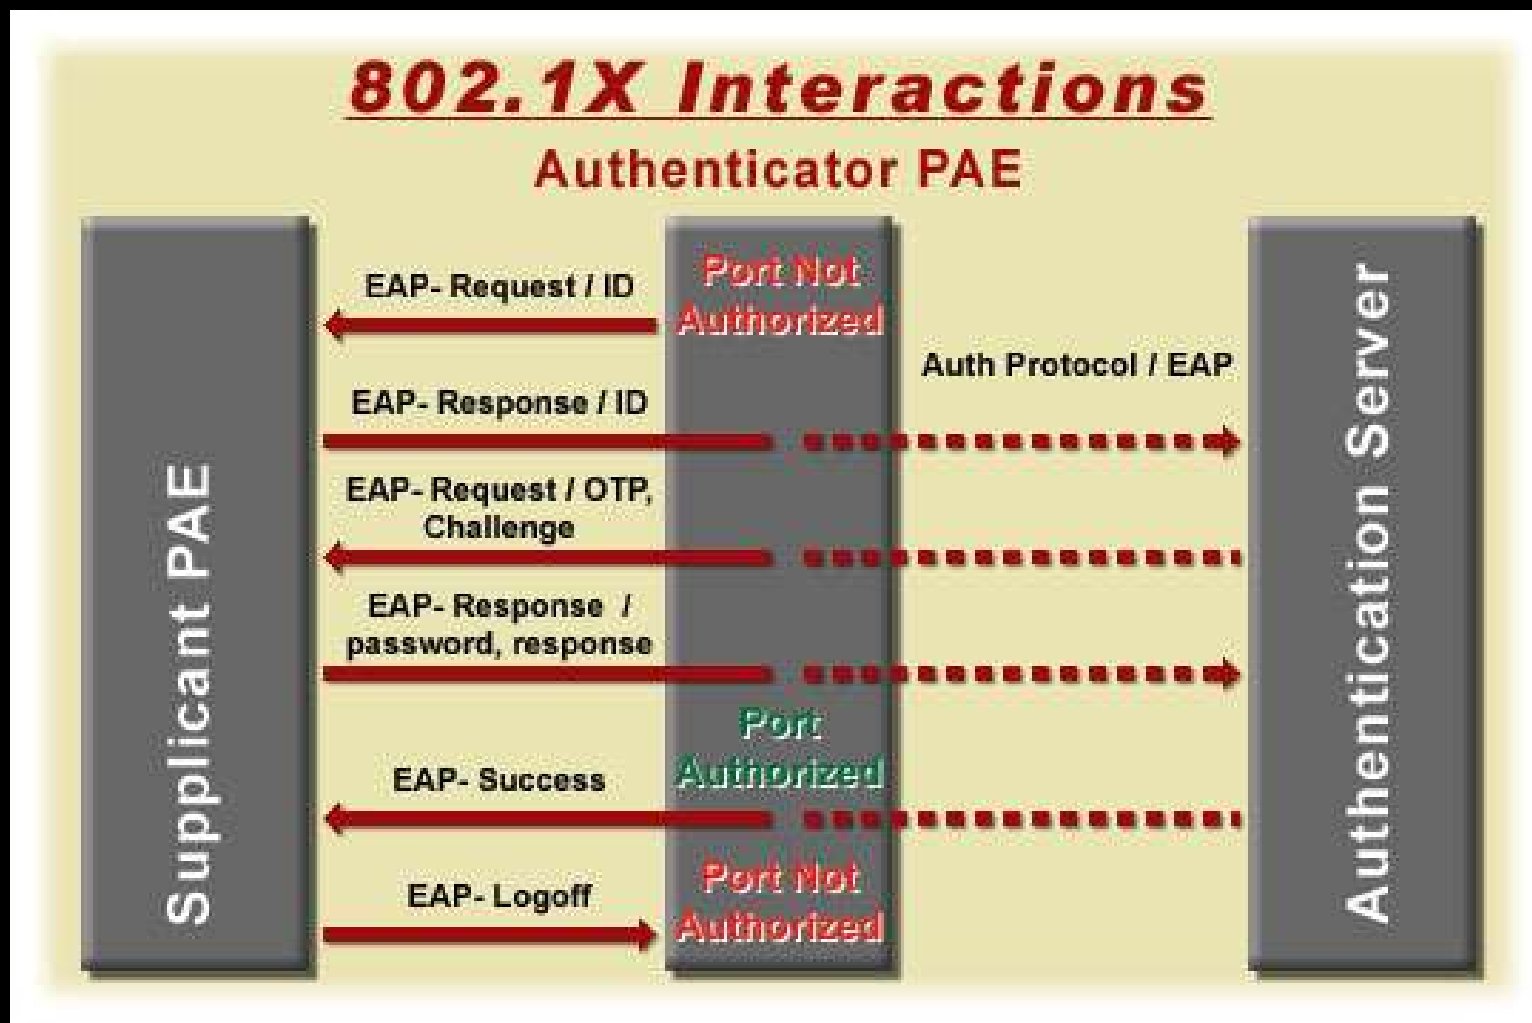 802.1X Interactions
Authenticator PAE
Supplicant PAE
EAP- Request / ID
Port Not
Authorized
Auth Protocol / EAP
EAP- Response / ID
EAP- Request / OTP,
Challenge
EAP- Response /
password, response
Port
Authorized
EAP- Success
Port Not
Authorized
EAP- Logoff
Authentication Server